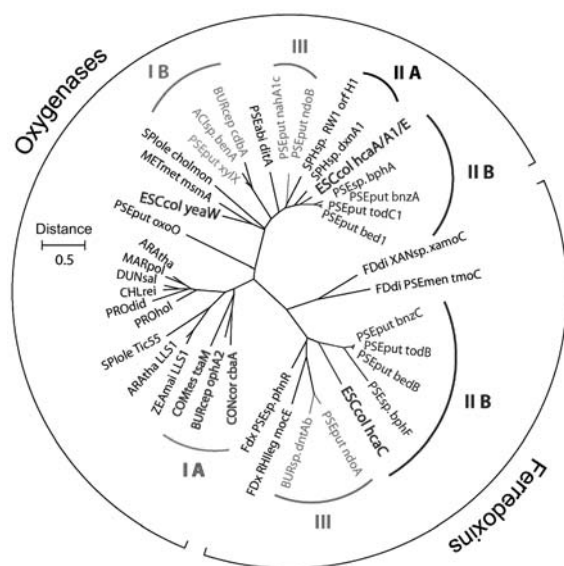 Oxygenases
I B
III
II A
II B
BURcep cdbA
ACIsp. benA
PSEput xylX
SPIole cholmon
METmet msmA
ESCcol yeaW
PSEput oxoO
PSEabl ditA
PSEput nahA1c
PSEput ndoB
SPHsp. RW1 orf H1
SPHsp. dxnA1
ESCcol hcaA/A1/E
PSEsp. bphA
PSEput bnzA
PSEput todC1
PSEput bed1
Distance
0.5
ARAtha
MARpol
DUNsal
CHLrei
PROdid
PROhol
SPIole Tic55
ARAtha LLS1
ZEAmai LLS1
COMtes tsaM
BURcep ophA2
CONcor cbaA
I A
FDdi XANsp. xamoC
FDdi PSEmen tmoC
PSEput bnzC
PSEput todB
PSEput bedB
PSEsp. bphF
ESCcol hcaC
PSEput ndoA
BURsp. dntAb
Fdx PSEsp. phnR
FDx RHIleg mocE
II B
III
Ferredoxins